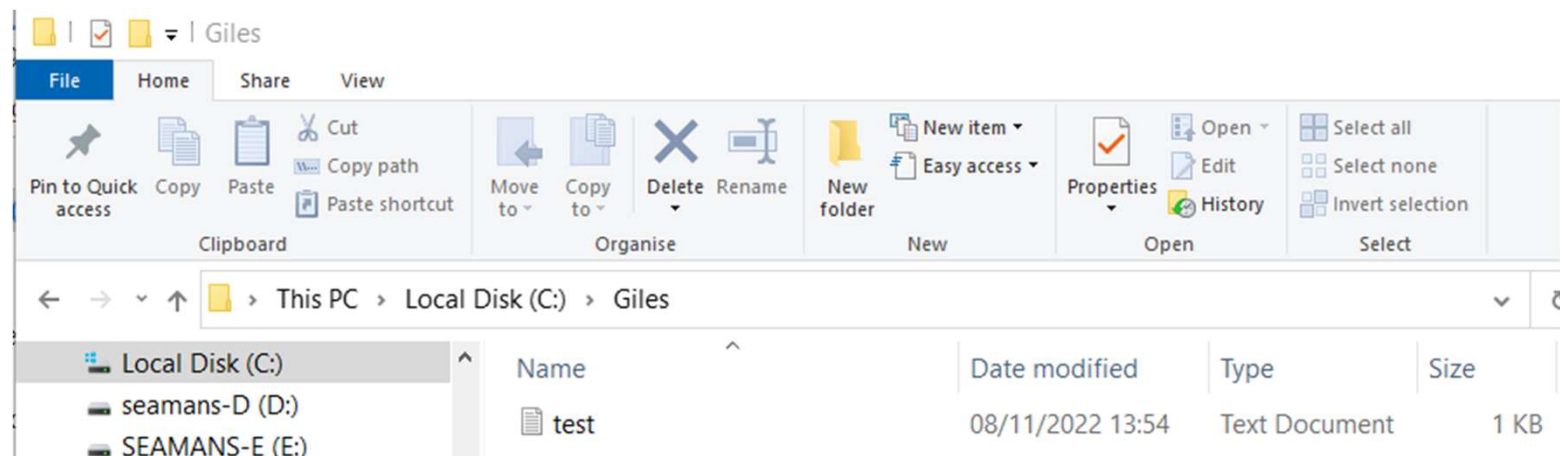 Giles
File Home Share View
Pin to Quick access
Copy
Paste
Cut
Copy path
Paste shortcut
Clipboard
Move to
Copy to
Delete
Rename
Organise
New folder
New item
Easy access
New
Properties
Open
Edit
History
Open
Select all
Select none
Invert selection
Select
This PC > Local Disk (C:) > Giles
Local Disk (C:)
seamans-D (D:)
SEAMANS-E (E:)
Name Date modified Type Size
test 08/11/2022 13:54 Text Document 1 KB